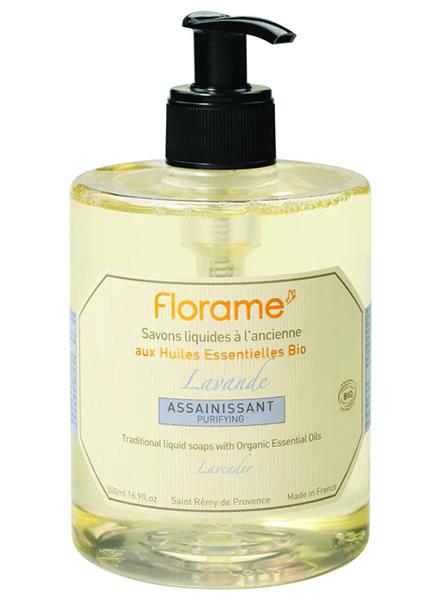 Florame
Savons liquides à l'ancienne
aux Huiles Essentielles Bio
Lavande
ASSAINISSANT
PURIFYING
BIO
Traditional liquid soaps with Organic Essential Oils
Lavender
500ml 16.9fl.oz Saint Rémy de Provence Made in France